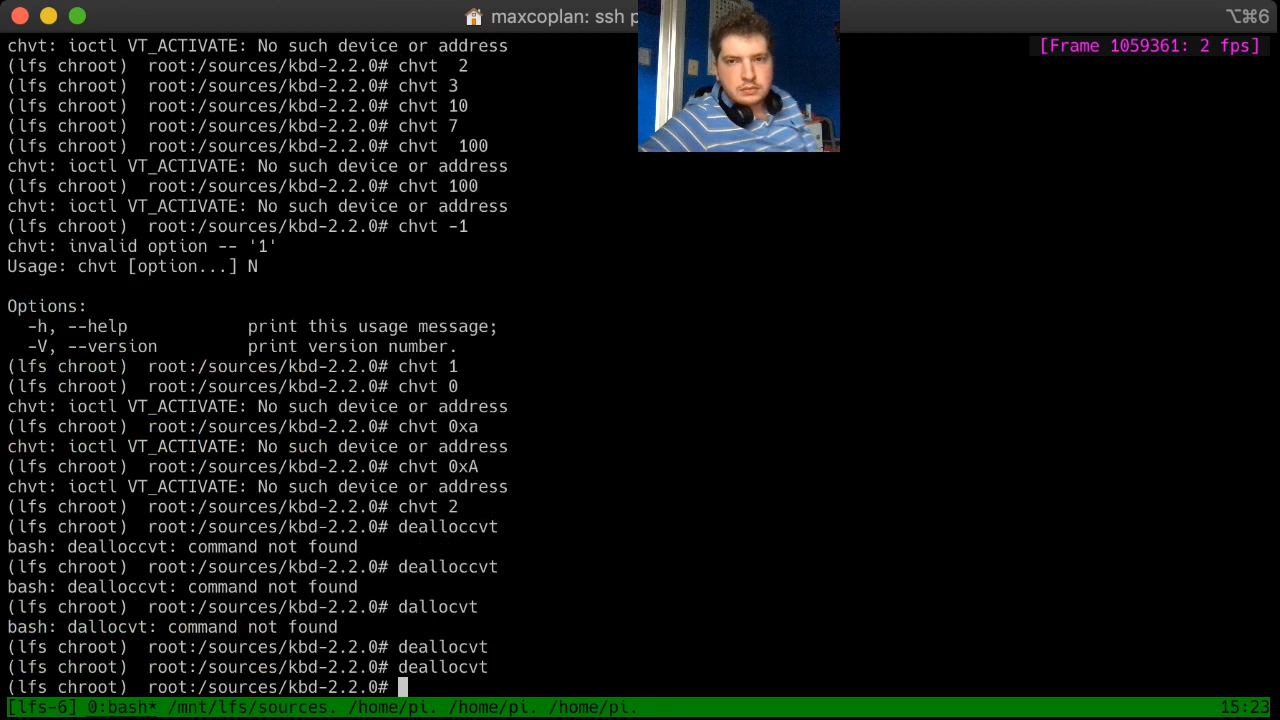 maxcoplan: ssh p
⌥⌘6
[Frame 1059361: 2 fps]
chvt: ioctl VT_ACTIVATE: No such device or address
(lfs chroot)  root:/sources/kbd-2.2.0# chvt  2
(lfs chroot)  root:/sources/kbd-2.2.0# chvt 3
(lfs chroot)  root:/sources/kbd-2.2.0# chvt 10
(lfs chroot)  root:/sources/kbd-2.2.0# chvt 7
(lfs chroot)  root:/sources/kbd-2.2.0# chvt  100
chvt: ioctl VT_ACTIVATE: No such device or address
(lfs chroot)  root:/sources/kbd-2.2.0# chvt 100
chvt: ioctl VT_ACTIVATE: No such device or address
(lfs chroot)  root:/sources/kbd-2.2.0# chvt -1
chvt: invalid option -- '1'
Usage: chvt [option...] N
Options:
  -h, --help            print this usage message;
  -V, --version         print version number.
(lfs chroot)  root:/sources/kbd-2.2.0# chvt 1
(lfs chroot)  root:/sources/kbd-2.2.0# chvt 0
chvt: ioctl VT_ACTIVATE: No such device or address
(lfs chroot)  root:/sources/kbd-2.2.0# chvt 0xa
chvt: ioctl VT_ACTIVATE: No such device or address
(lfs chroot)  root:/sources/kbd-2.2.0# chvt 0xA
chvt: ioctl VT_ACTIVATE: No such device or address
(lfs chroot)  root:/sources/kbd-2.2.0# chvt 2
(lfs chroot)  root:/sources/kbd-2.2.0# dealloccvt
bash: dealloccvt: command not found
(lfs chroot)  root:/sources/kbd-2.2.0# dealloccvt
bash: dealloccvt: command not found
(lfs chroot)  root:/sources/kbd-2.2.0# dallocvt
bash: dallocvt: command not found
(lfs chroot)  root:/sources/kbd-2.2.0# deallocvt
(lfs chroot)  root:/sources/kbd-2.2.0# deallocvt
(lfs chroot)  root:/sources/kbd-2.2.0#
[lfs-6] 0:bash* /mnt/lfs/sources. /home/pi. /home/pi. /home/pi. 15:23